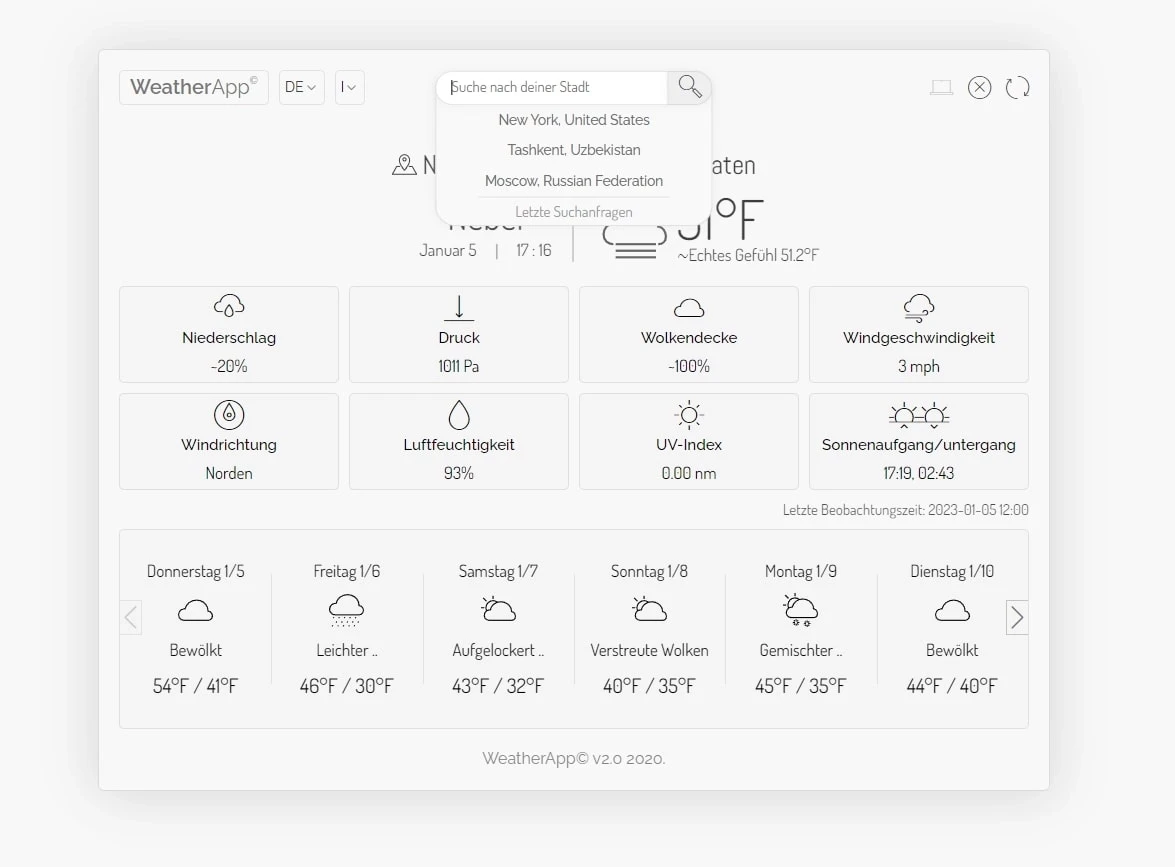 WeatherApp©
DE
I
Suche nach deiner Stadt
New York, United States
Tashkent, Uzbekistan
Moscow, Russian Federation
Letzte Suchanfragen
Januar 5 | 17 : 16
~Echtes Gefühl 51.2°F
Niederschlag
~20%
Druck
1011 Pa
Wolkendecke
~100%
Windgeschwindigkeit
3 mph
Windrichtung
Norden
Luftfeuchtigkeit
93%
UV-Index
0.00 nm
Sonnenaufgang/untergang
17:19, 02:43
Letzte Beobachtungszeit: 2023-01-05 12:00
Donnerstag 1/5
Bewölkt
54°F / 41°F
Freitag 1/6
Leichter ..
46°F / 30°F
Samstag 1/7
Aufgelockert ..
43°F / 32°F
Sonntag 1/8
Verstreute Wolken
40°F / 35°F
Montag 1/9
Gemischter ..
45°F / 35°F
Dienstag 1/10
Bewölkt
44°F / 40°F
WeatherApp© v2.0 2020.